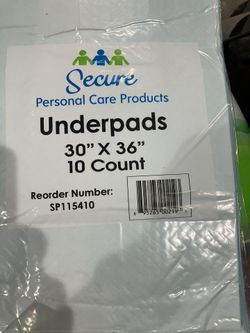 Secure
Personal Care Products
Underpads
30” X 36”
10 Count
Reorder Number:
SP115410